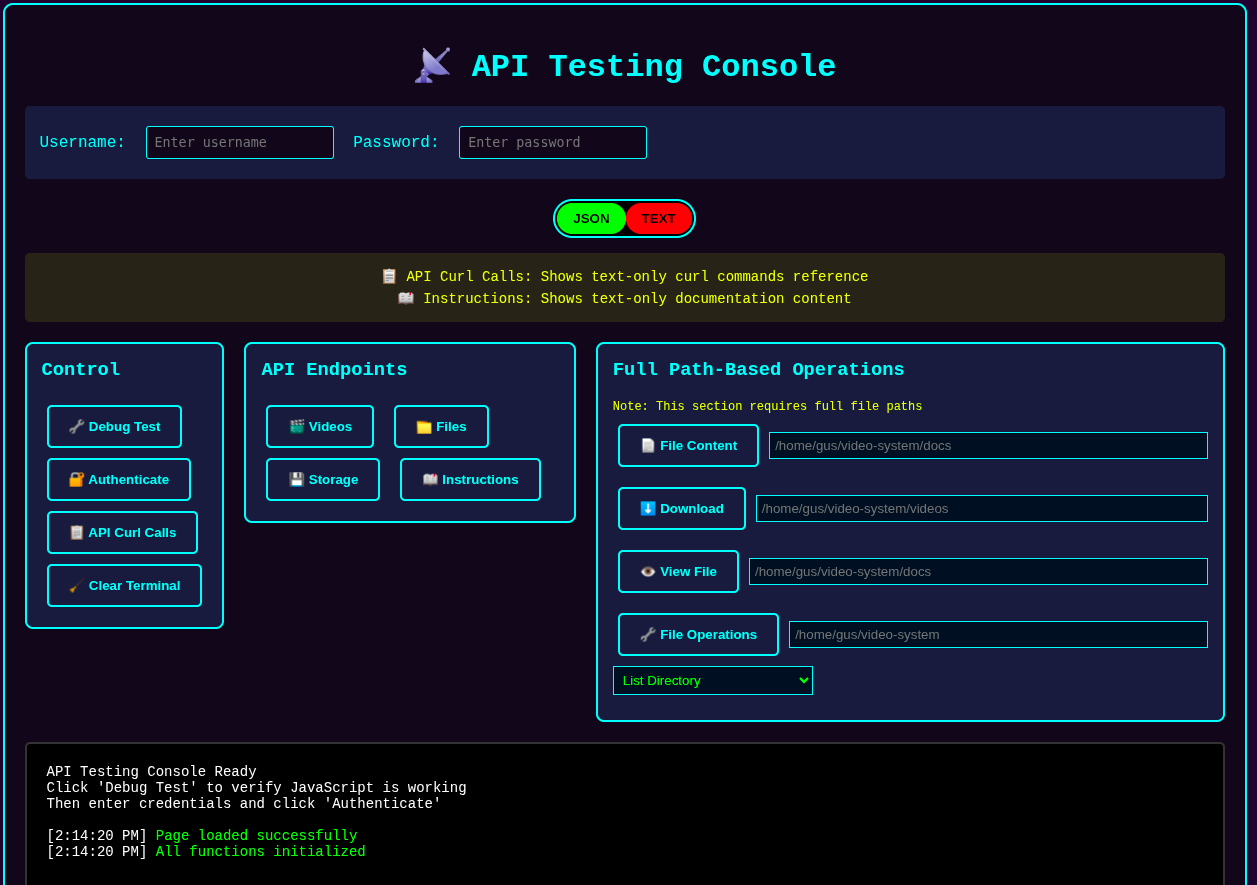 API Testing Console
Username: Enter username Password: Enter password
JSON TEXT
API Curl Calls: Shows text-only curl commands reference
Instructions: Shows text-only documentation content
Control
Debug Test
Authenticate
API Curl Calls
Clear Terminal
API Endpoints
Videos Files
Storage Instructions
Full Path-Based Operations
Note: This section requires full file paths
File Content /home/gus/video-system/docs
Download /home/gus/video-system/videos
View File /home/gus/video-system/docs
File Operations /home/gus/video-system
List Directory
API Testing Console Ready
Click 'Debug Test' to verify JavaScript is working
Then enter credentials and click 'Authenticate'
[2:14:20 PM] Page loaded successfully
[2:14:20 PM] All functions initialized